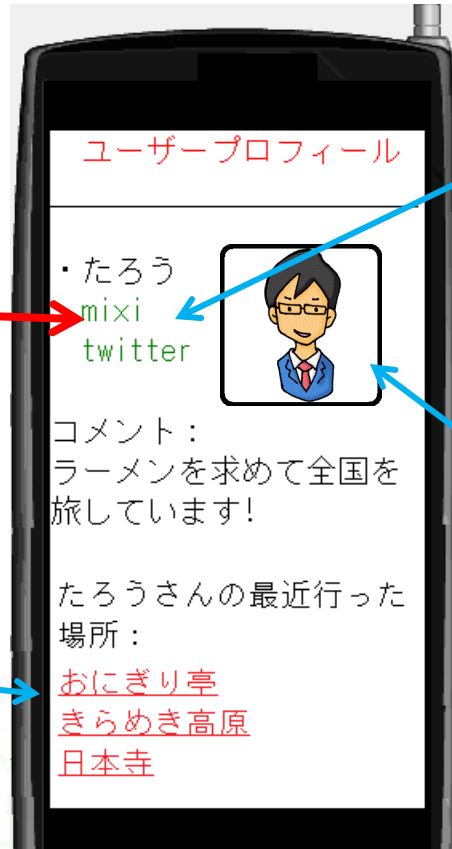 ユーザープロフィール
・たろう
mixi
twitter
コメント：
ラーメンを求めて全国を
旅しています!
たろうさんの最近行った
場所：
おにぎり亭
きらめき高原
日本寺